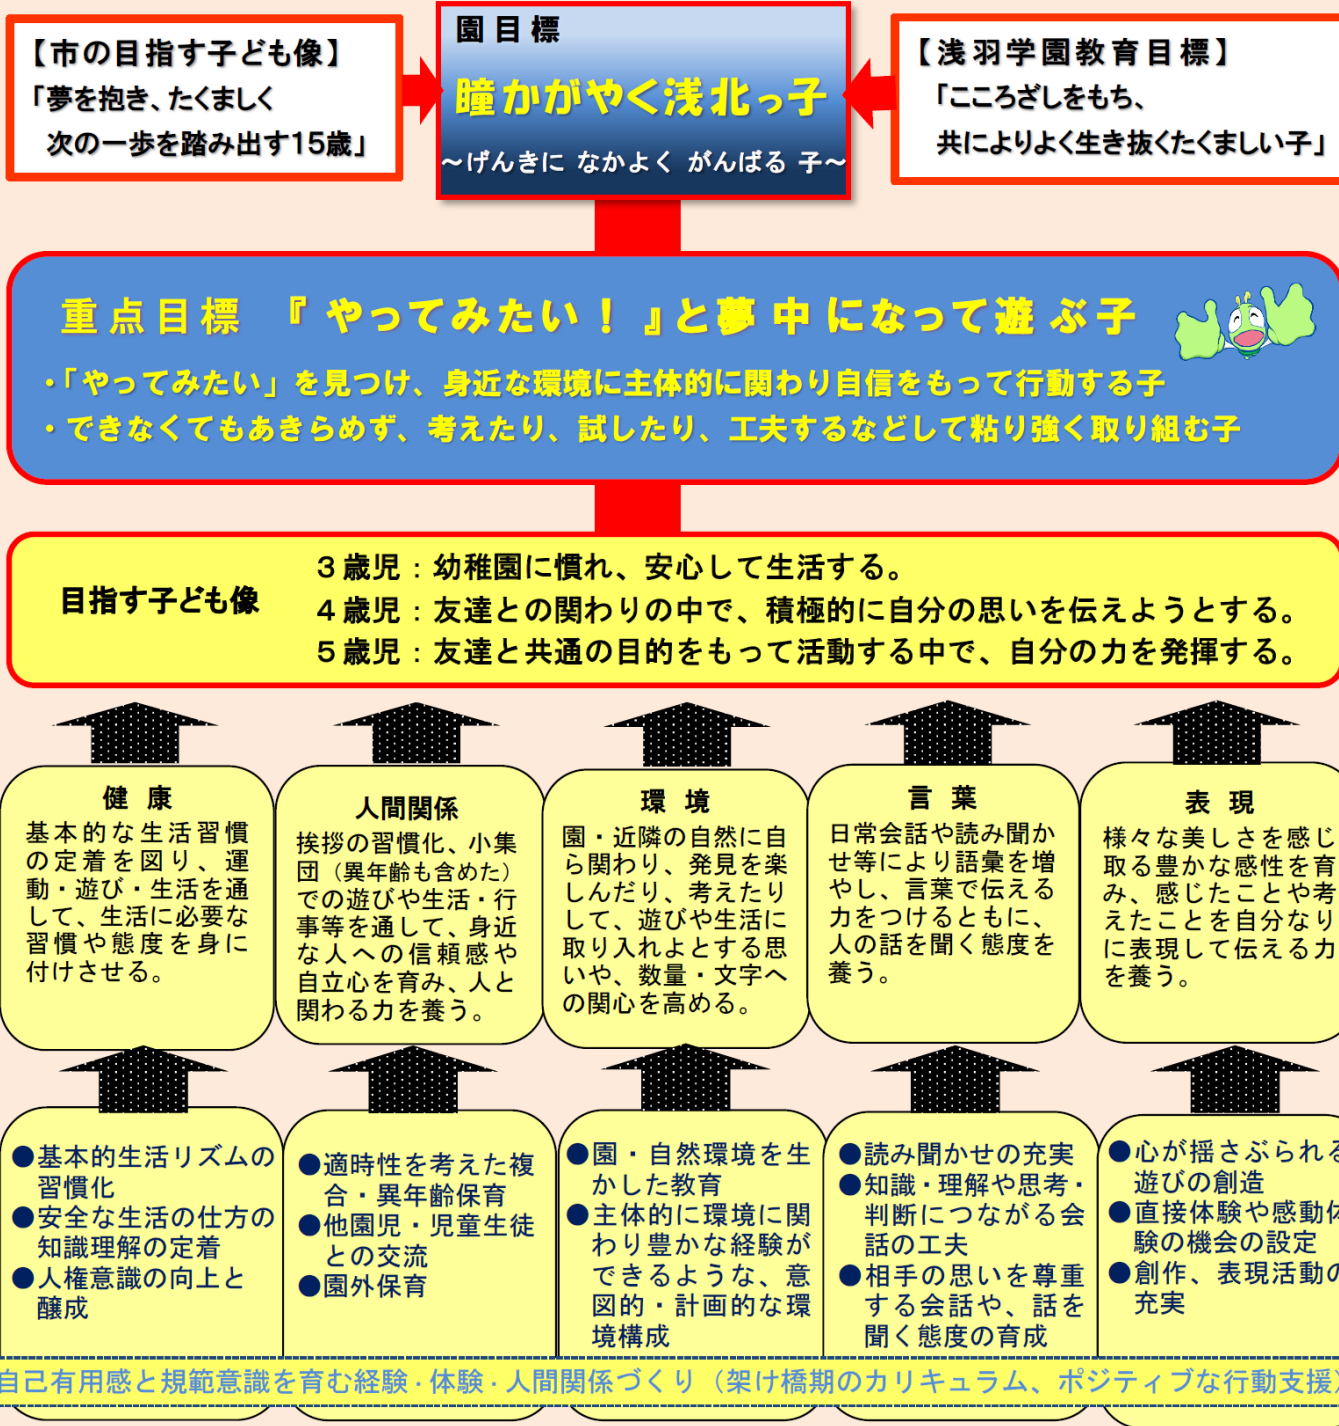 【市の目指す子ども像】
「夢を抱き、たくましく
次の一歩を踏み出す15歳」
園目標
瞳かがやく浅北っ子
～げんきに なかよく がんばる 子～
【浅羽学園教育目標】
「こころざしをもち、
共によりよく生き抜くたくましい子」
重点目標 『やってみたい！』と夢中になって遊ぶ子
・「やってみたい」を見つけ、身近な環境に主体的に関わり自信をもって行動する子
・できなくてもあきらめず、考えたり、試したり、工夫するなどして粘り強く取り組む子
目指す子ども像
３歳児：幼稚園に慣れ、安心して生活する。
４歳児：友達との関わりの中で、積極的に自分の思いを伝えようとする。
５歳児：友達と共通の目的をもって活動する中で、自分の力を発揮する。
健 康
基本的な生活習慣
の定着を図り、運
動・遊び・生活を通
して、生活に必要な
習慣や態度を身に
付けさせる。
人間関係
挨拶の習慣化、小集
団（異年齢も含めた）
での遊びや生活・行
事等を通して、身近
な人への信頼感や
自立心を育み、人と
関わる力を養う。
環 境
園・近隣の自然に自
ら関わり、発見を楽
しんだり、考えたり
して、遊びや生活に
取り入れよとする思
いや、数量・文字へ
の関心を高める。
言 葉
日常会話や読み聞か
せ等により語彙を増
やし、言葉で伝える
力をつけるともに、
人の話を聞く態度を
養う。
表 現
様々な美しさを感じ
取る豊かな感性を育
み、感じたことや考
えたことを自分なり
に表現して伝える力
を養う。
●基本的生活リズムの
習慣化
●安全な生活の仕方の
知識理解の定着
●人権意識の向上と
醸成
●適時性を考えた複
合・異年齢保育
●他園児・児童生徒
との交流
●園外保育
●園・自然環境を生
かした教育
●主体的に環境に関
わり豊かな経験が
できるような、意
図的・計画的な環
境構成
●読み聞かせの充実
●知識・理解や思考・
判断につながる会
話の工夫
●相手の思いを尊重
する会話や、話を
聞く態度の育成
●心が揺さぶられる
遊びの創造
●直接体験や感動体
験の機会の設定
●創作、表現活動の
充実
自己有用感と規範意識を育む経験・体験・人間関係づくり（架け橋期のカリキュラム、ポジティブな行動支援）